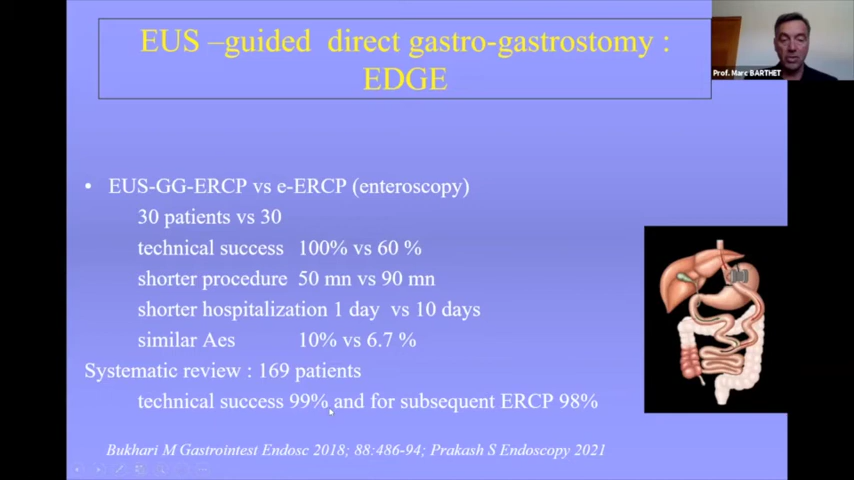 EUS –guided direct gastro-gastrostomy :
EDGE
Prof. Marc BARTHET
• EUS-GG-ERCP vs e-ERCP (enteroscopy)
30 patients vs 30
technical success 100% vs 60 %
shorter procedure 50 mn vs 90 mn
shorter hospitalization 1 day vs 10 days
similar Aes 10% vs 6.7 %
Systematic review : 169 patients
technical success 99% and for subsequent ERCP 98%
Bukhari M Gastrointest Endosc 2018; 88:486-94; Prakash S Endoscopy 2021